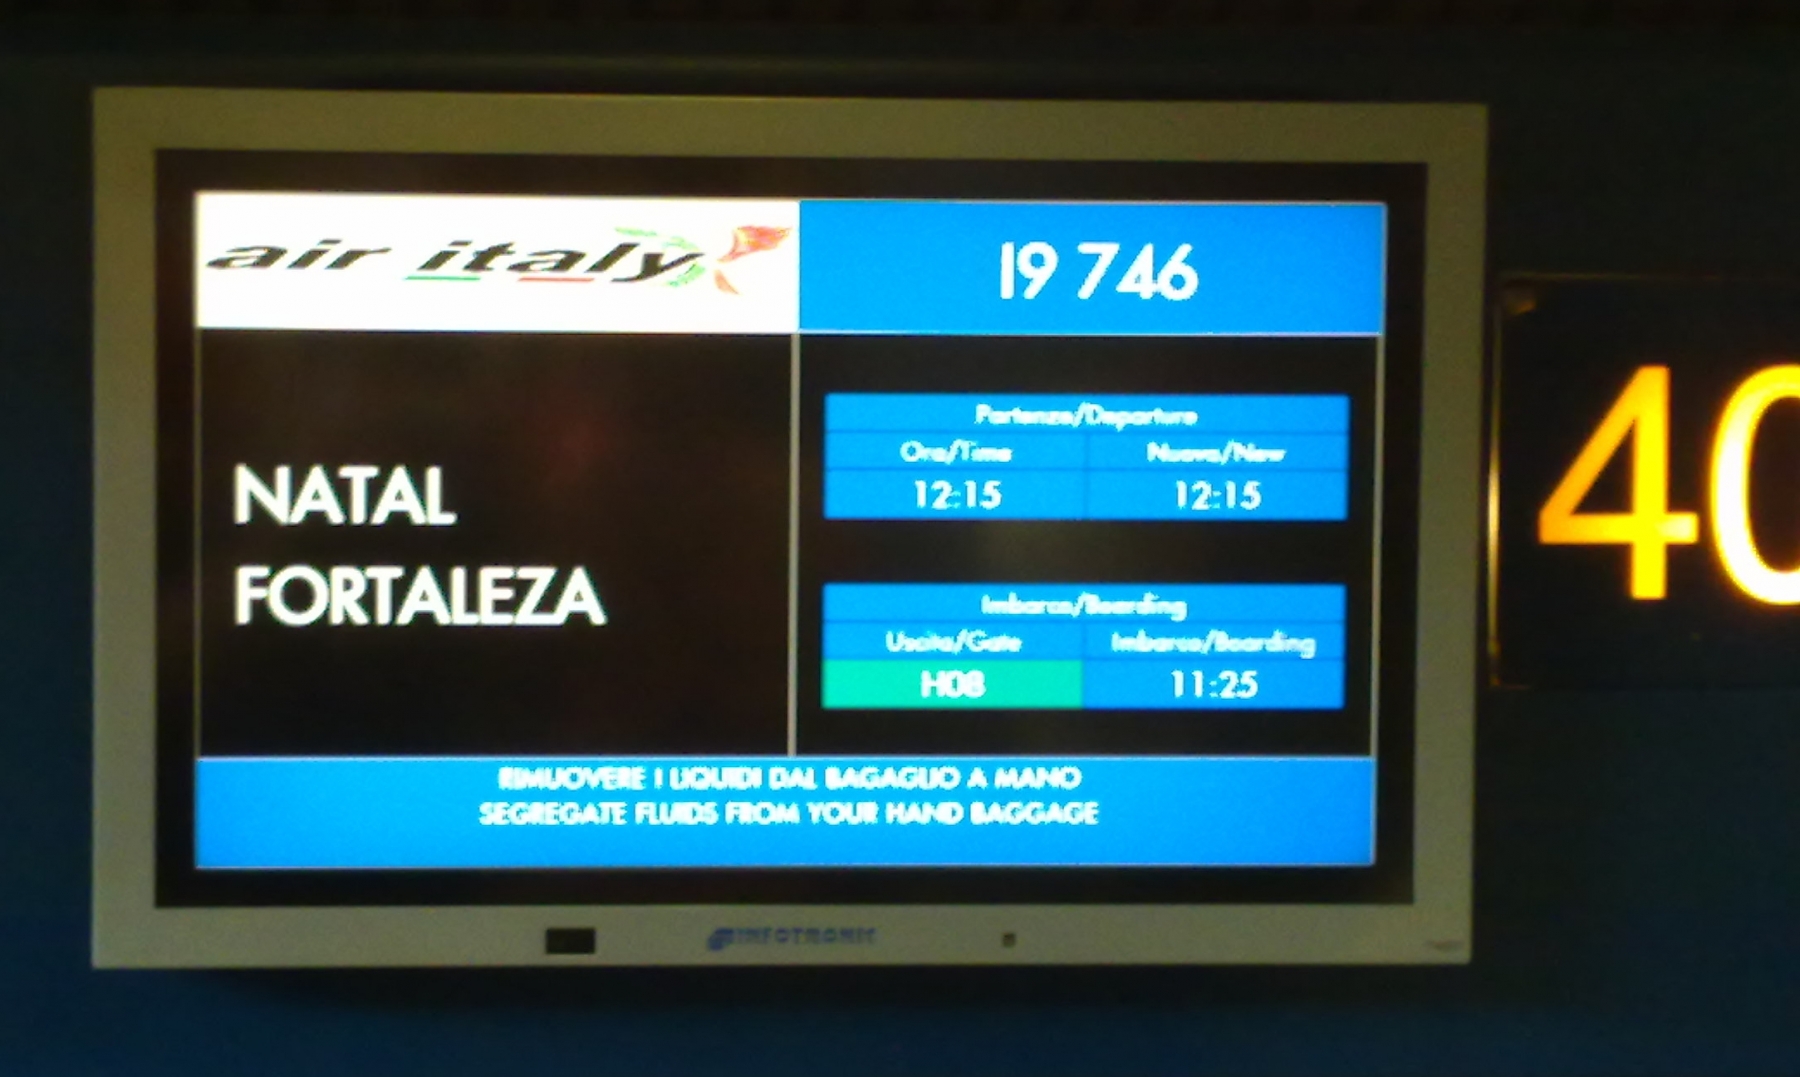 air italy
I9 746
NATAL
FORTALEZA
Partenza/Departure
Ora/Time
Nuova/New
12:15
12:15
Imbarco/Boarding
Uscita/Gate
Imbarco/Boarding
H08
11:25
RIMUOVERE I LIQUIDI DAL BAGAGLIO A MANO
SEGREGATE FLUIDS FROM YOUR HAND BAGGAGE
INFOTRONIC
40